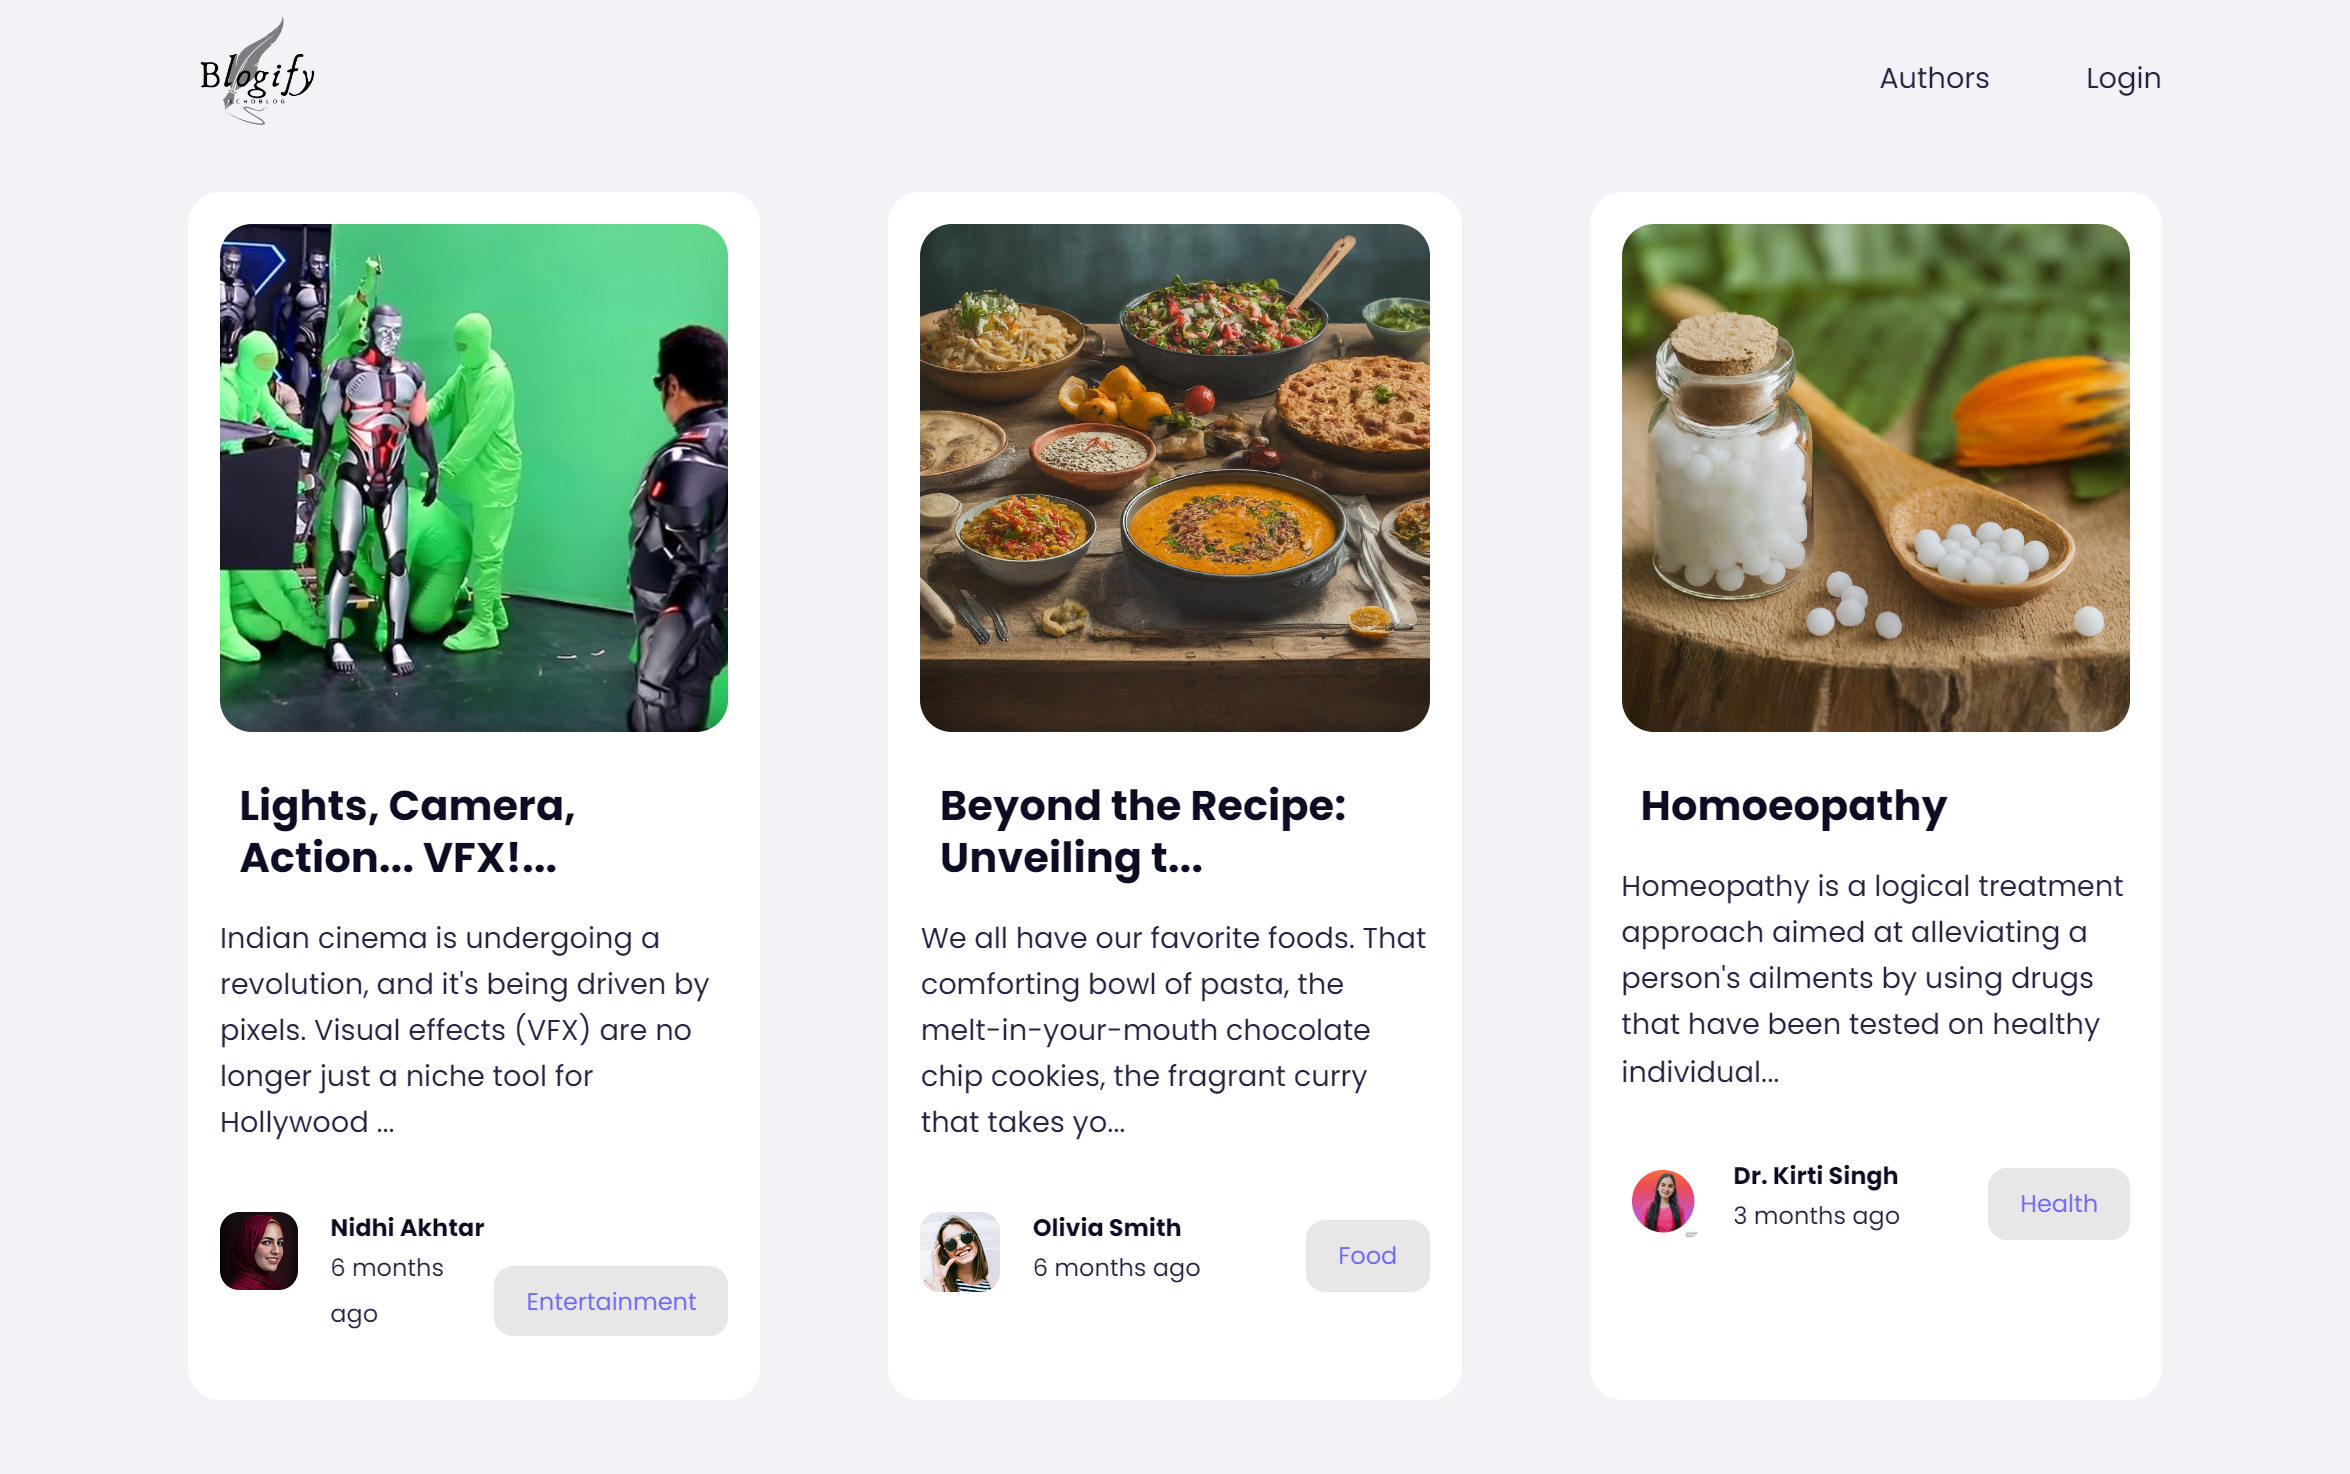 Blogify
ECHOBLOG
Authors
Login
Lights, Camera,
Action... VFX!...
Indian cinema is undergoing a
revolution, and it's being driven by
pixels. Visual effects (VFX) are no
longer just a niche tool for
Hollywood ...
Nidhi Akhtar
6 months
ago
Entertainment
Beyond the Recipe:
Unveiling t...
We all have our favorite foods. That
comforting bowl of pasta, the
melt-in-your-mouth chocolate
chip cookies, the fragrant curry
that takes yo...
Olivia Smith
6 months ago
Food
Homoeopathy
Homeopathy is a logical treatment
approach aimed at alleviating a
person's ailments by using drugs
that have been tested on healthy
individual...
Dr. Kirti Singh
3 months ago
Health